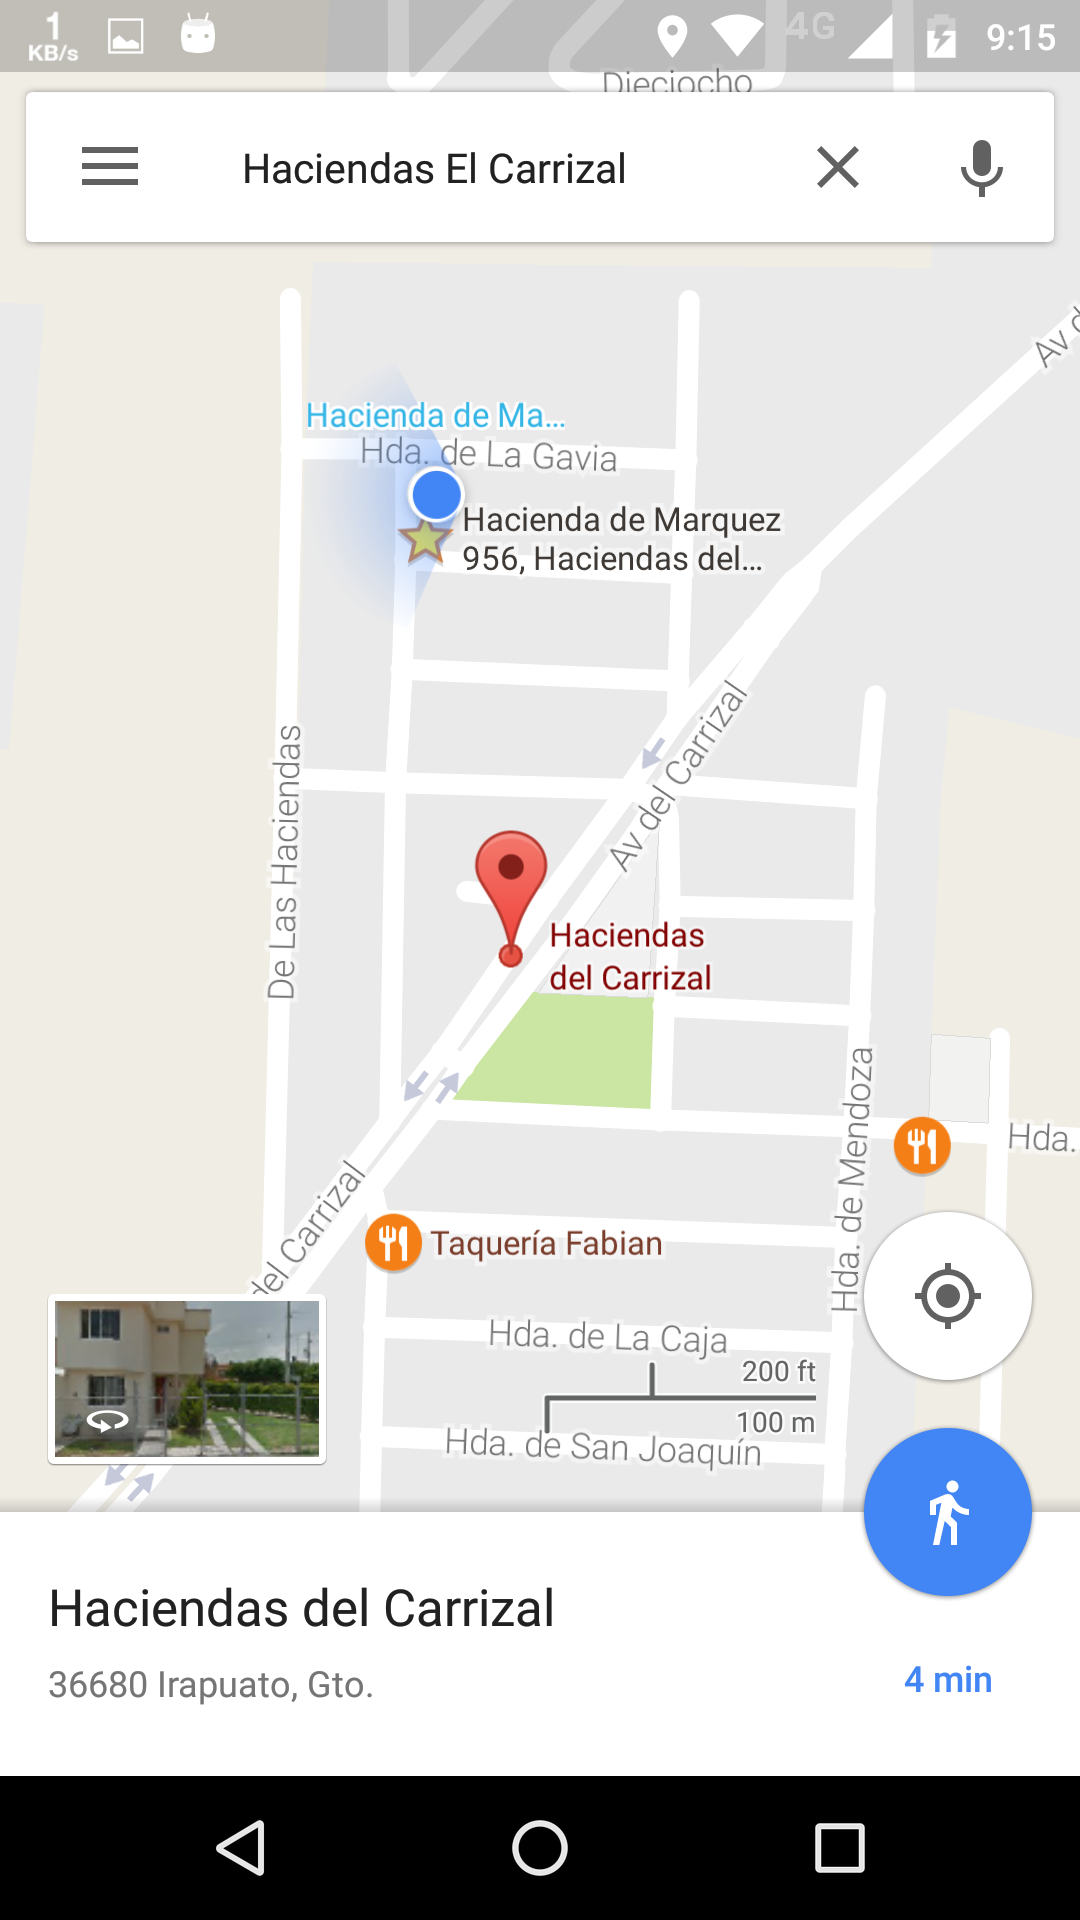 1
KB/s
4G
9:15
Dieciocho
Haciendas El Carrizal
Av d
Hacienda de Ma...
Hda. de La Gavia
Hacienda de Marquez
956, Haciendas del...
Av del Carrizal
De Las Haciendas
Haciendas
del Carrizal
Hda. de Mendoza
Hda.
del Carrizal
Taquería Fabian
Hda. de La Caja
200 ft
100 m
Hda. de San Joaquín
Haciendas del Carrizal
36680 Irapuato, Gto.
4 min